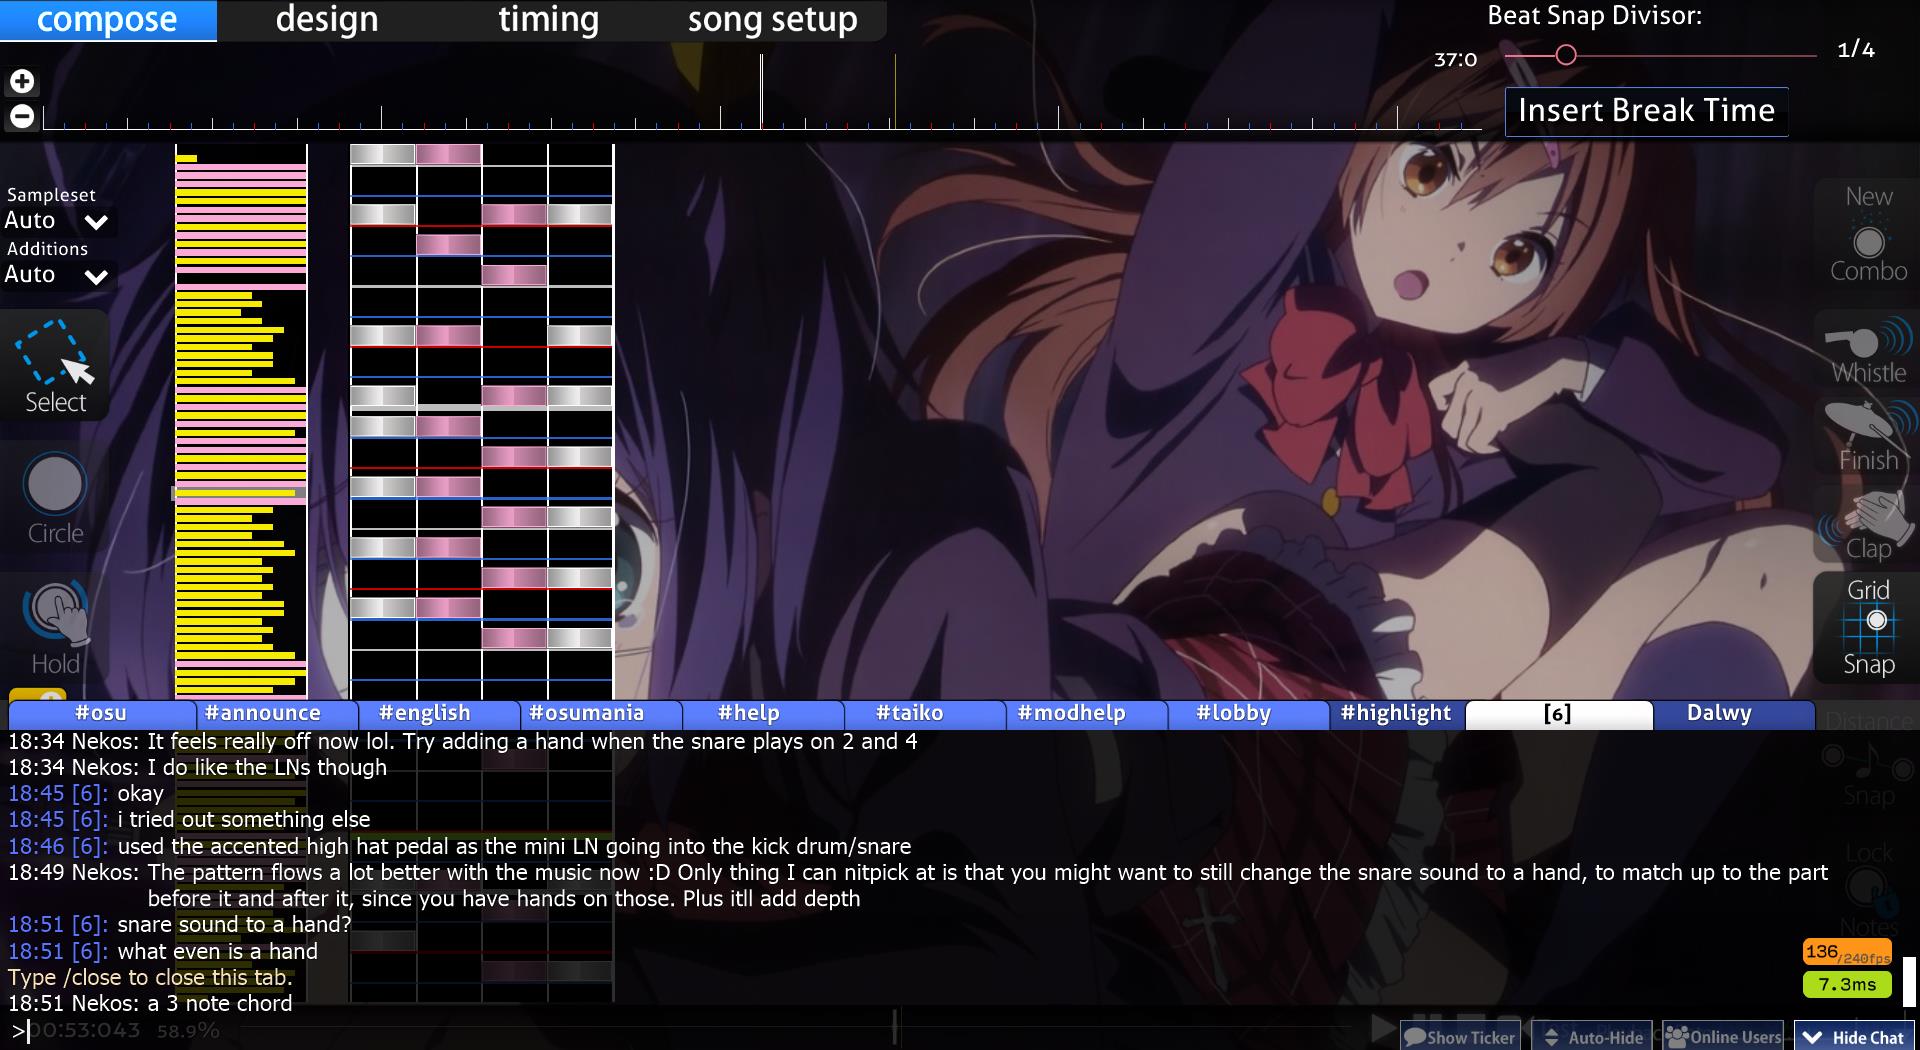 compose design timing song setup
Beat Snap Divisor:
37:0 1/4
Insert Break Time
Sampleset
Auto
Additions
Auto
Select
Circle
Hold
New
Combo
Whistle
Finish
Clap
Grid
Snap
Distance
Snap
Lock
Notes
#osu #announce #english #osumania #help #taiko #modhelp #lobby #highlight [6] Dalwy
18:34 Nekos: It feels really off now lol. Try adding a hand when the snare plays on 2 and 4
18:34 Nekos: I do like the LNs though
18:45 [6]: okay
18:45 [6]: i tried out something else
18:46 [6]: used the accented high hat pedal as the mini LN going into the kick drum/snare
18:49 Nekos: The pattern flows a lot better with the music now :D Only thing I can nitpick at is that you might want to still change the snare sound to a hand, to match up to the part
before it and after it, since you have hands on those. Plus itll add depth
18:51 [6]: snare sound to a hand?
18:51 [6]: what even is a hand
Type /close to close this tab.
18:51 Nekos: a 3 note chord
136/240fps
7.3ms
>
00:53:043 58.9%
Show Ticker Auto-Hide Online Users Hide Chat